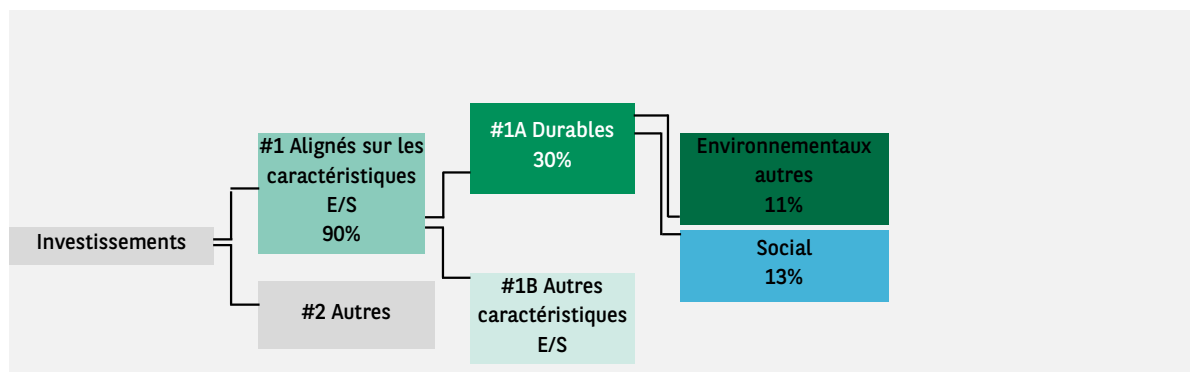 Investissements
#1 Alignés sur les
caractéristiques
E/S
90%
#2 Autres
#1A Durables
30%
#1B Autres
caractéristiques
E/S
Environnementaux
autres
11%
Social
13%